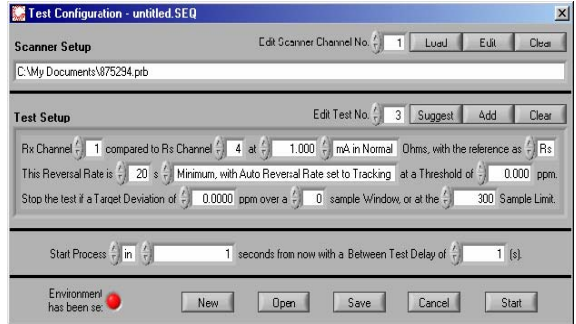 Test Configuration - untitled.SEQ
Scanner Setup Edit Scanner Channel No. 1 Load Edit Clear
C:\My Documents\875294.prb
Test Setup Edit Test No. 3 Suggest Add Clear
Rx Channel 1 compared to Rs Channel 4 at 1.000 mA in Normal Ohms, with the reference as Rs
This Reversal Rate is 20 s Minimum, with Auto Reversal Rate set to Tracking at a Threshold of 0.000 ppm.
Stop the test if a Target Deviation of 0.0000 ppm over a 0 sample Window, or at the 300 Sample Limit.
Start Process in 1 seconds from now with a Between Test Delay of 1 (s).
Environment
has been se:
New Open Save Cancel Start